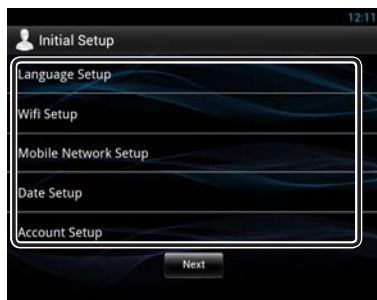 12:11
Initial Setup
Language Setup
Wifi Setup
Mobile Network Setup
Date Setup
Account Setup
Next